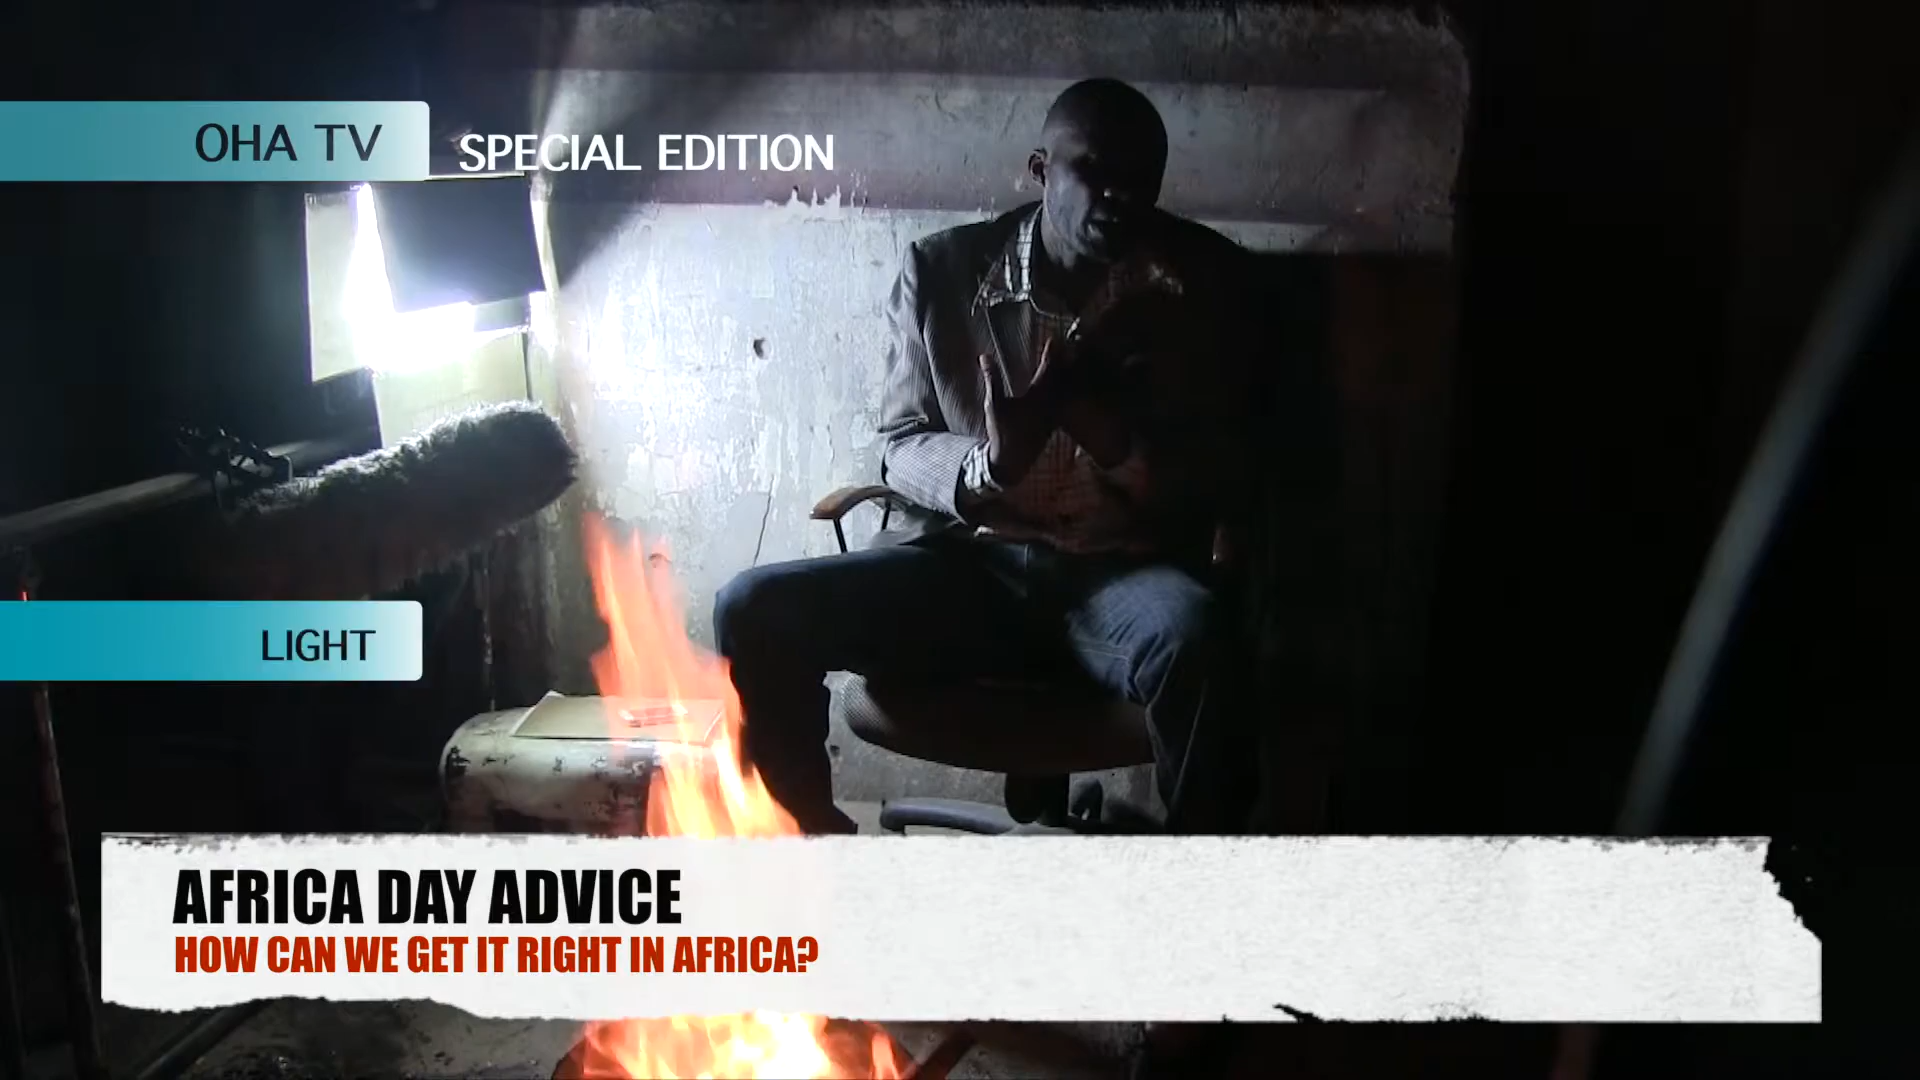 OHA TV
SPECIAL EDITION
LIGHT
AFRICA DAY ADVICE
HOW CAN WE GET IT RIGHT IN AFRICA?